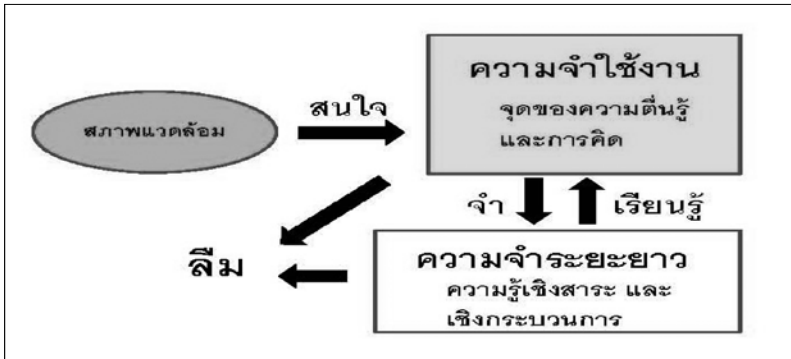 ความจำใช้งาน
จุดของความตื่นรู้
และการคิด
สนใจ
สภาพแวดล้อม
จำ
เรียนรู้
ลืม
ความจำระยะยาว
ความรู้เชิงสาระ และ
เชิงกระบวนการ